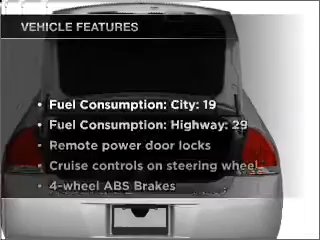 VEHICLE FEATURES
• Fuel Consumption: City: 19
• Fuel Consumption: Highway: 29
• Remote power door locks
• Cruise controls on steering wheel
• 4-wheel ABS Brakes